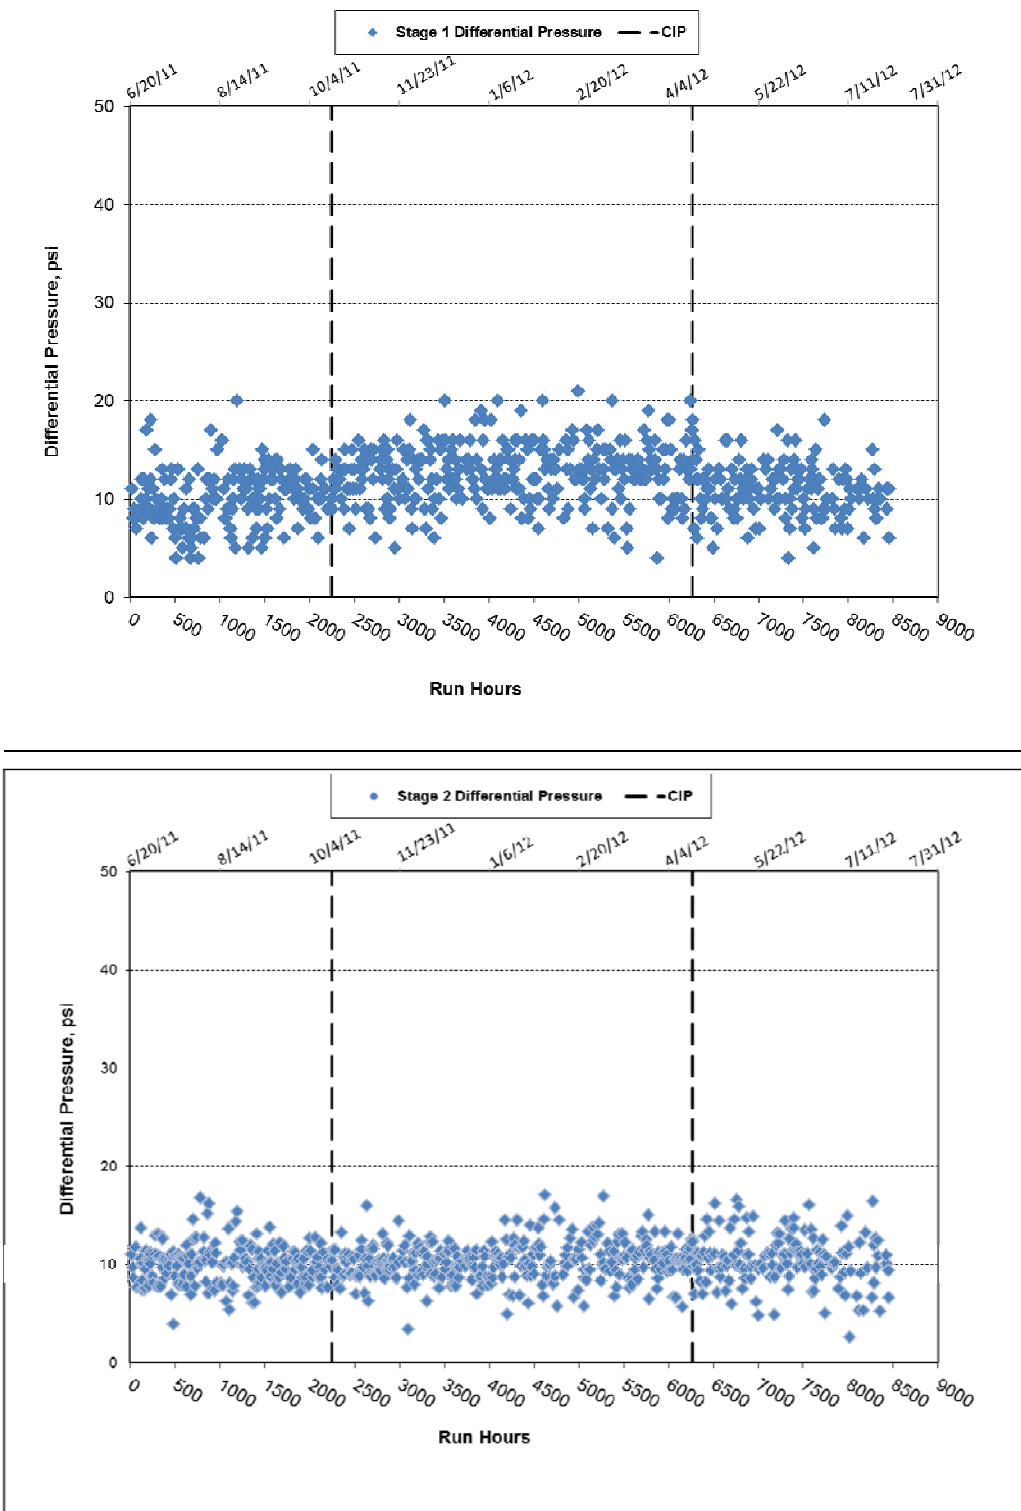 Stage 1 Differential Pressure CIP
6/20/11 8/14/11 10/4/11 11/23/11 1/6/12 2/20/12 4/4/12 5/22/12 7/11/12 7/31/12
50
40
30
20
10
0
Differential Pressure, psi
0 500 1000 1500 2000 2500 3000 3500 4000 4500 5000 5500 6000 6500 7000 7500 8000 8500 9000
Run Hours
Stage 2 Differential Pressure CIP
6/20/11 8/14/11 10/4/11 11/23/11 1/6/12 2/20/12 4/4/12 5/22/12 7/11/12 7/31/12
50
40
30
20
10
0
Differential Pressure, psi
0 500 1000 1500 2000 2500 3000 3500 4000 4500 5000 5500 6000 6500 7000 7500 8000 8500 9000
Run Hours